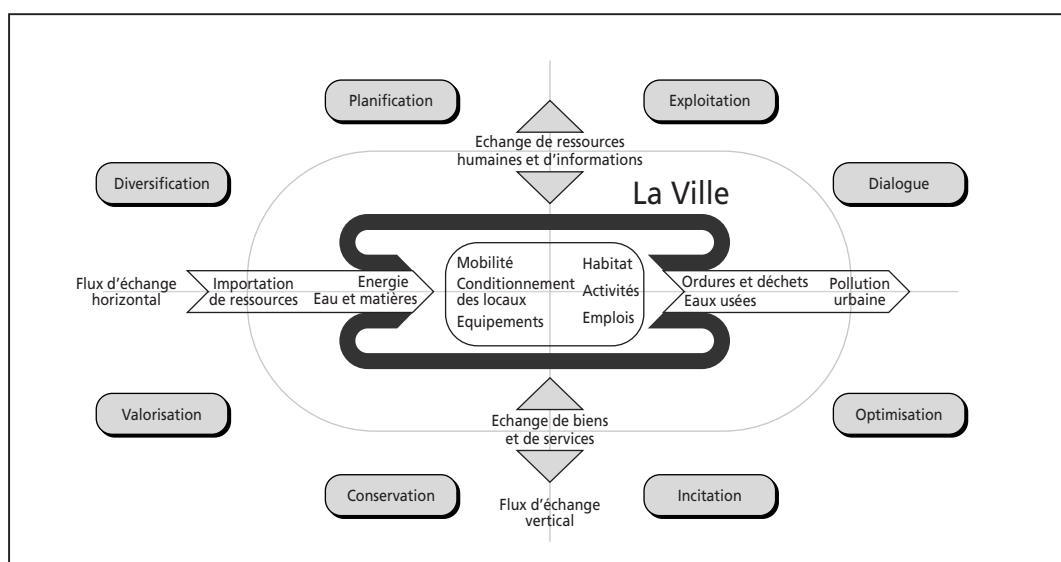 Planification
Exploitation
Echange de ressources
humaines et d'informations
Diversification
La Ville
Dialogue
Flux d'échange
horizontal
Importation
de ressources
Energie
Eau et matières
Mobilité
Conditionnement
des locaux
Equipements
Habitat
Activités
Emplois
Ordures et déchets
Eaux usées
Pollution
urbaine
Valorisation
Echange de biens
et de services
Optimisation
Conservation
Flux d'échange
vertical
Incitation